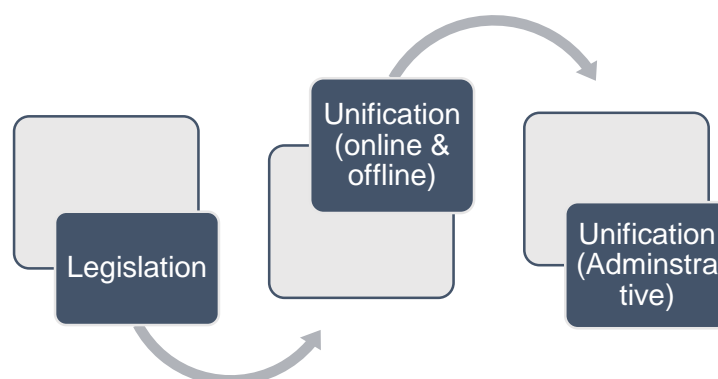 Legislation
Unification
(online &
offline)
Unification
(Adminstra
tive)